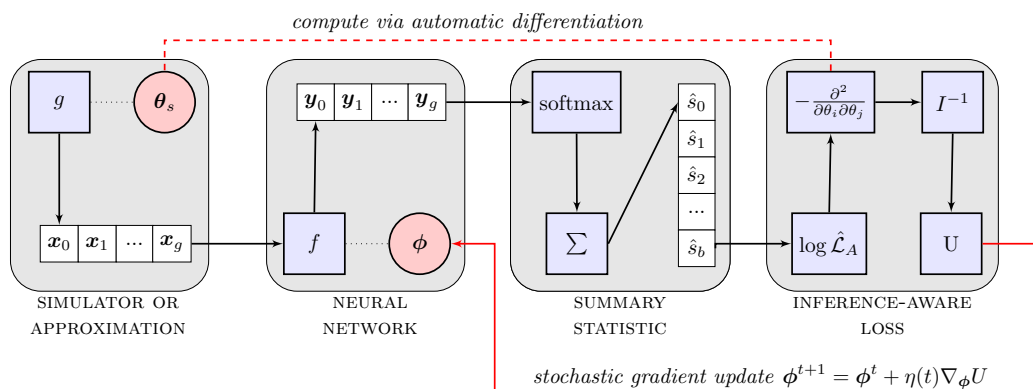 compute via automatic differentiation
g
θ_s
x_0 x_1 ... x_g
SIMULATOR OR
APPROXIMATION
y_0 y_1 ... y_g
f
ϕ
NEURAL
NETWORK
softmax
∑
ŝ_0
ŝ_1
ŝ_2
...
ŝ_b
SUMMARY
STATISTIC
-∂²/∂θ_i∂θ_j
I⁻¹
log ℒ̂_A
U
INFERENCE-AWARE
LOSS
stochastic gradient update ϕ^{t+1} = ϕ^t + η(t)∇_ϕ U